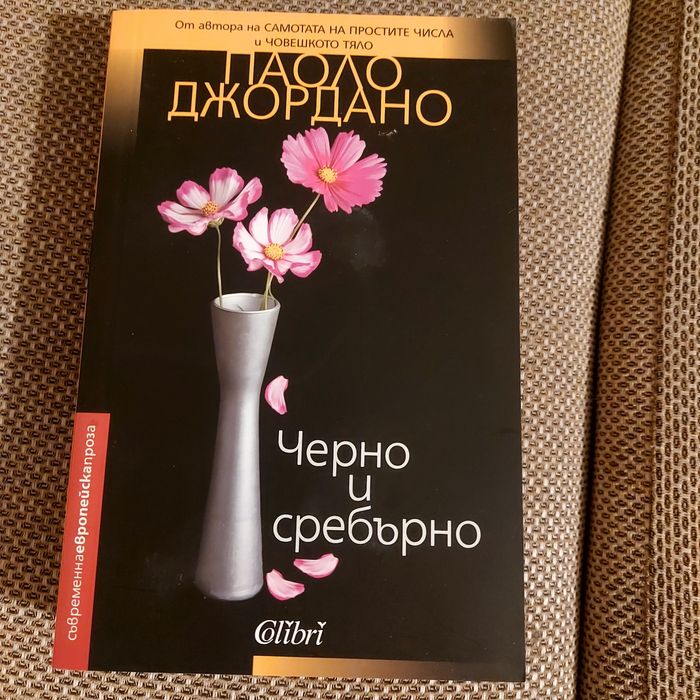 От автора на САМОТАТА НА ПРОСТИТЕ ЧИСЛА
и ЧОВЕШКОТО ТЯЛО
ПАОЛО
ДЖОРДАНО
Черно
и
сребърно
съвременнаевропейскапроза
Colibri